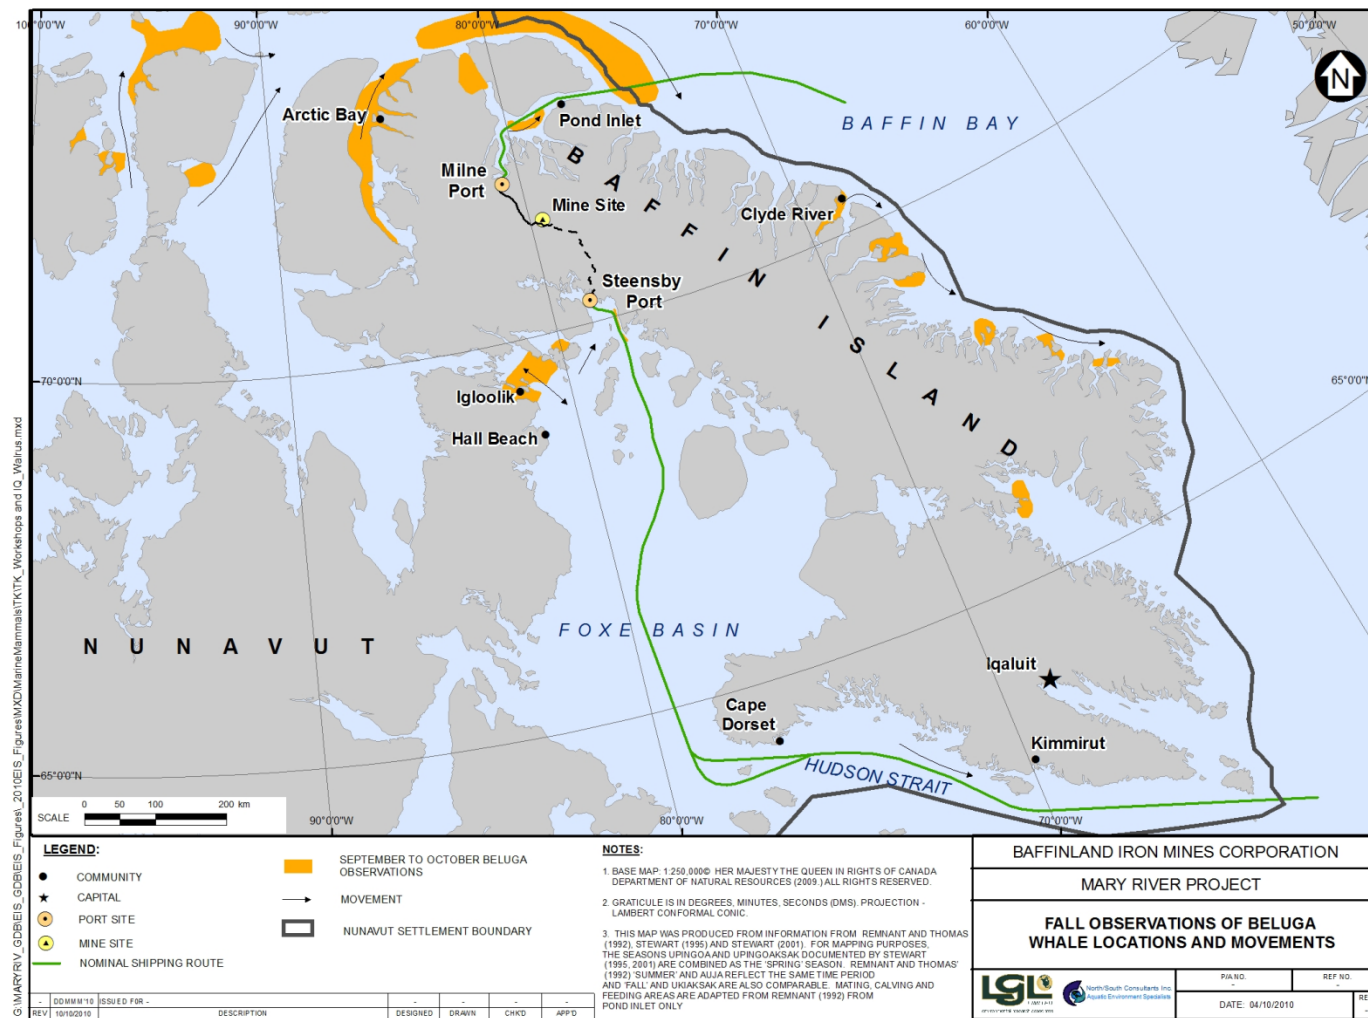 100°0'0"W
90°0'0"W
80°0'0"W
70°0'0"W
60°0'0"W
50°0'0"W
N
Arctic Bay
Pond Inlet
BAFFIN BAY
Milne
Port
Mine Site
Clyde River
BAFFIN ISLAND
Steensby
Port
70°0'0"N
65°0'0"N
Igloolik
Hall Beach
NUNAVUT
FOXE BASIN
Iqaluit
Cape
Dorset
Kimmirut
HUDSON STRAIT
65°0'0"N
SCALE
0 50 100 200 km
90°0'0"W
80°0'0"W
70°0'0"W
G:\MARYRIV_GDB\EIS_GDB\EIS_Figures\_2010EIS_Figures\MXD\MarineMammals\TK\TK_Workshops and IQ_Walrus.mxd
LEGEND:
COMMUNITY
CAPITAL
PORT SITE
MINE SITE
NOMINAL SHIPPING ROUTE
SEPTEMBER TO OCTOBER BELUGA
OBSERVATIONS
MOVEMENT
NUNAVUT SETTLEMENT BOUNDARY
NOTES:
1. BASE MAP: 1:250,000© HER MAJESTY THE QUEEN IN RIGHTS OF CANADA
DEPARTMENT OF NATURAL RESOURCES (2009.) ALL RIGHTS RESERVED.
2. GRATICULE IS IN DEGREES, MINUTES, SECONDS (DMS). PROJECTION -
LAMBERT CONFORMAL CONIC.
3. THIS MAP WAS PRODUCED FROM INFORMATION FROM REMNANT AND THOMAS
(1992), STEWART (1995) AND STEWART (2001). FOR MAPPING PURPOSES,
THE SEASONS UPINGOA AND UPINGOAKSAK DOCUMENTED BY STEWART
(1995, 2001) ARE COMBINED AS THE 'SPRING' SEASON. REMNANT AND THOMAS'
(1992) 'SUMMER' AND AUJA REFLECT THE SAME TIME PERIOD
AND 'FALL' AND UKIAKSAK ARE ALSO COMPARABLE. MATING, CALVING AND
FEEDING AREAS ARE ADAPTED FROM REMNANT (1992) FROM
POND INLET ONLY
- DDMMM'10 ISSUED FOR - - - - -
REV 10/10/2010 DESCRIPTION DESIGNED DRAWN CHK'D APP'D
BAFFINLAND IRON MINES CORPORATION
MARY RIVER PROJECT
FALL OBSERVATIONS OF BELUGA
WHALE LOCATIONS AND MOVEMENTS
LGL
LIMITED
North/South Consultants Inc.
Aquatic Environment Specialists
P/A NO.
-
REF NO.
-
DATE: 04/10/2010
RE
-